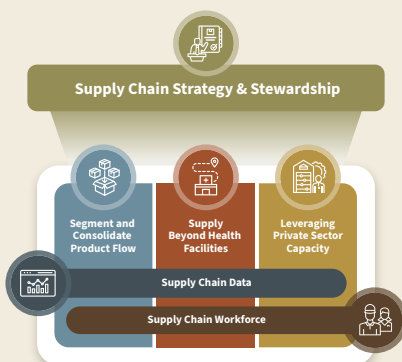 Supply Chain Strategy & Stewardship
Segment and
Consolidate
Product Flow
Supply
Beyond Health
Facilities
Leveraging
Private Sector
Capacity
Supply Chain Data
Supply Chain Workforce